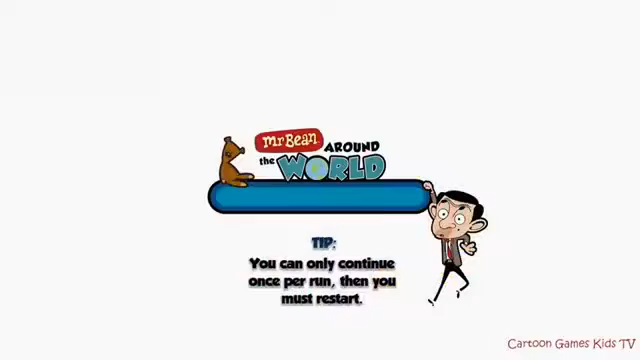 mrBean AROUND
the WORLD
TIP:
You can only continue
once per run, then you
must restart.
Cartoon Games Kids TV